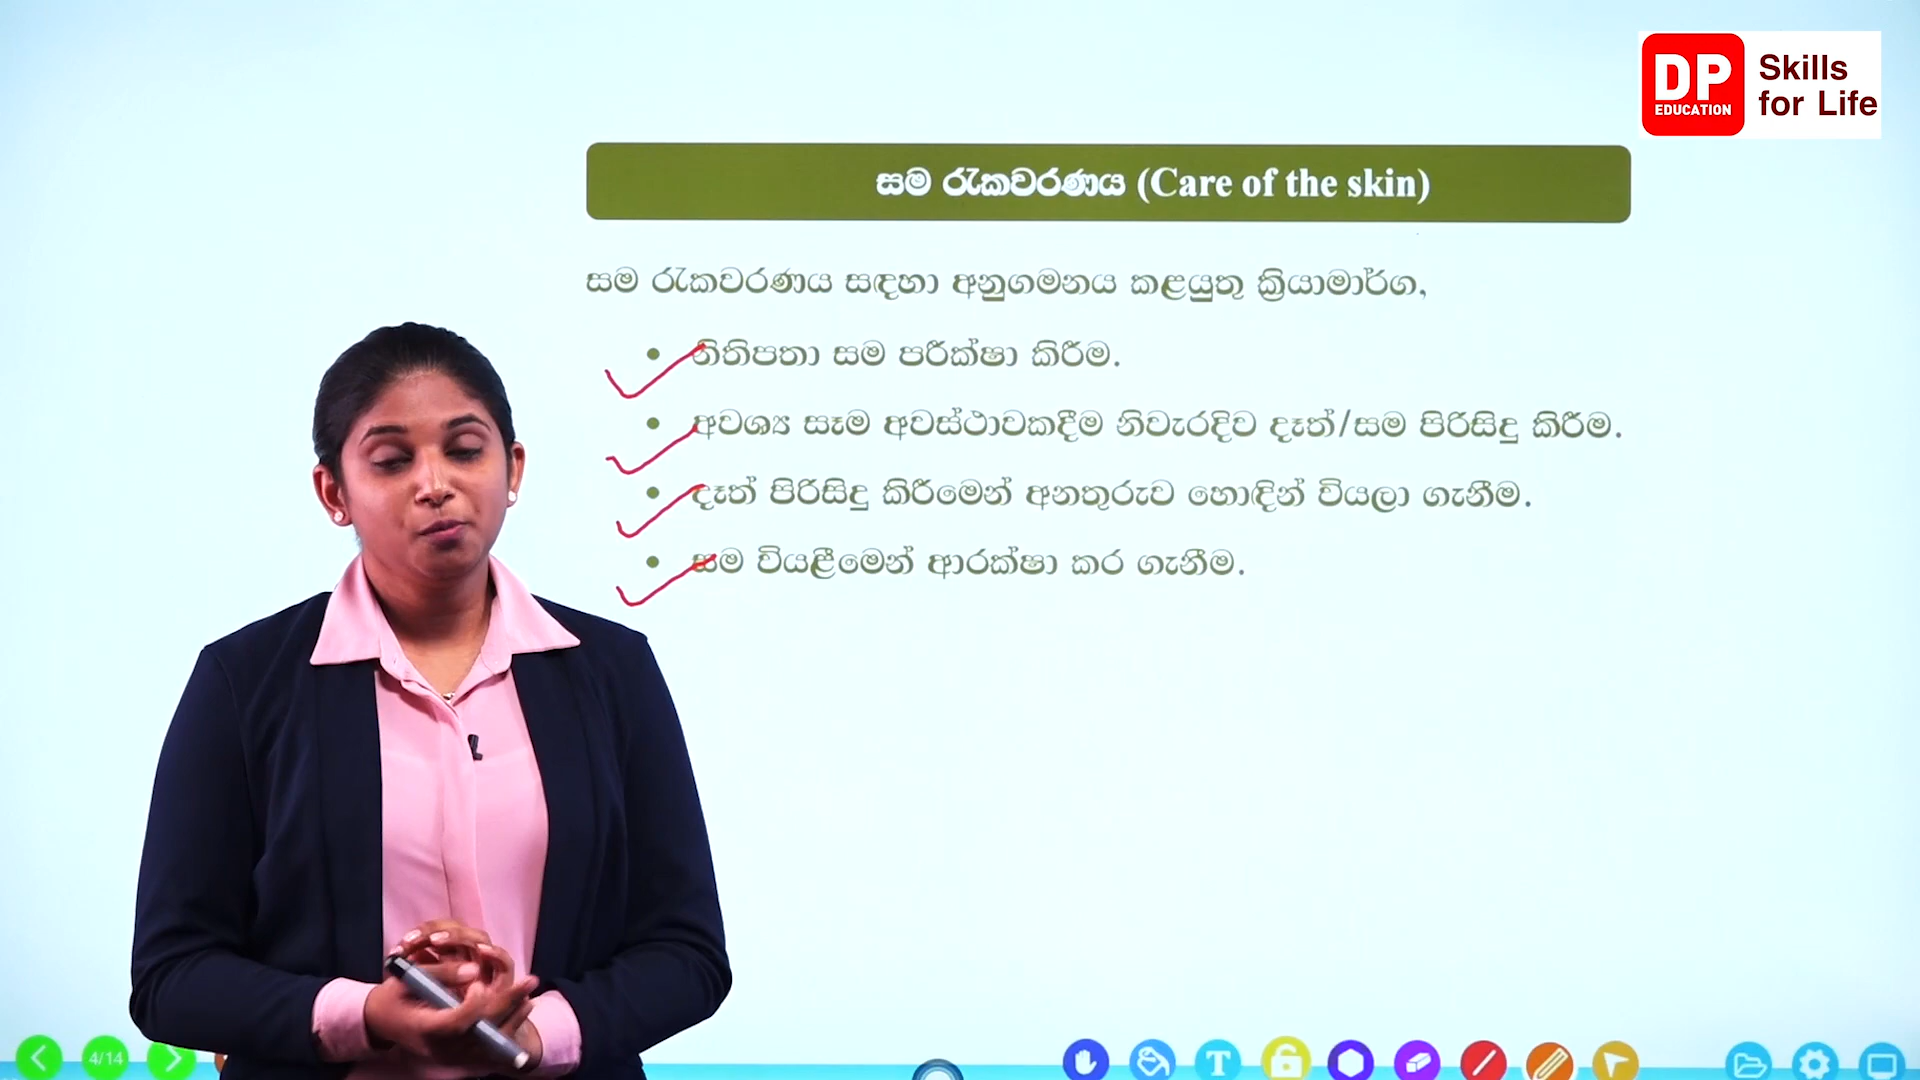 DP
EDUCATION
Skills
for Life
සම රැකවරණය (Care of the skin)
සම රැකවරණය සඳහා අනුගමනය කළයුතු ක්‍රියාමාර්ග,
• නිතිපතා සම පරීක්ෂා කිරීම.
• අවශ්‍ය සෑම අවස්ථාවකදීම නිවැරදිව දෑත්/සම පිරිසිදු කිරීම.
• දෑත් පිරිසිදු කිරීමෙන් අනතුරුව හොඳින් වියලා ගැනීම.
• සම වියළීමෙන් ආරක්ෂා කර ගැනීම.
4/14
T